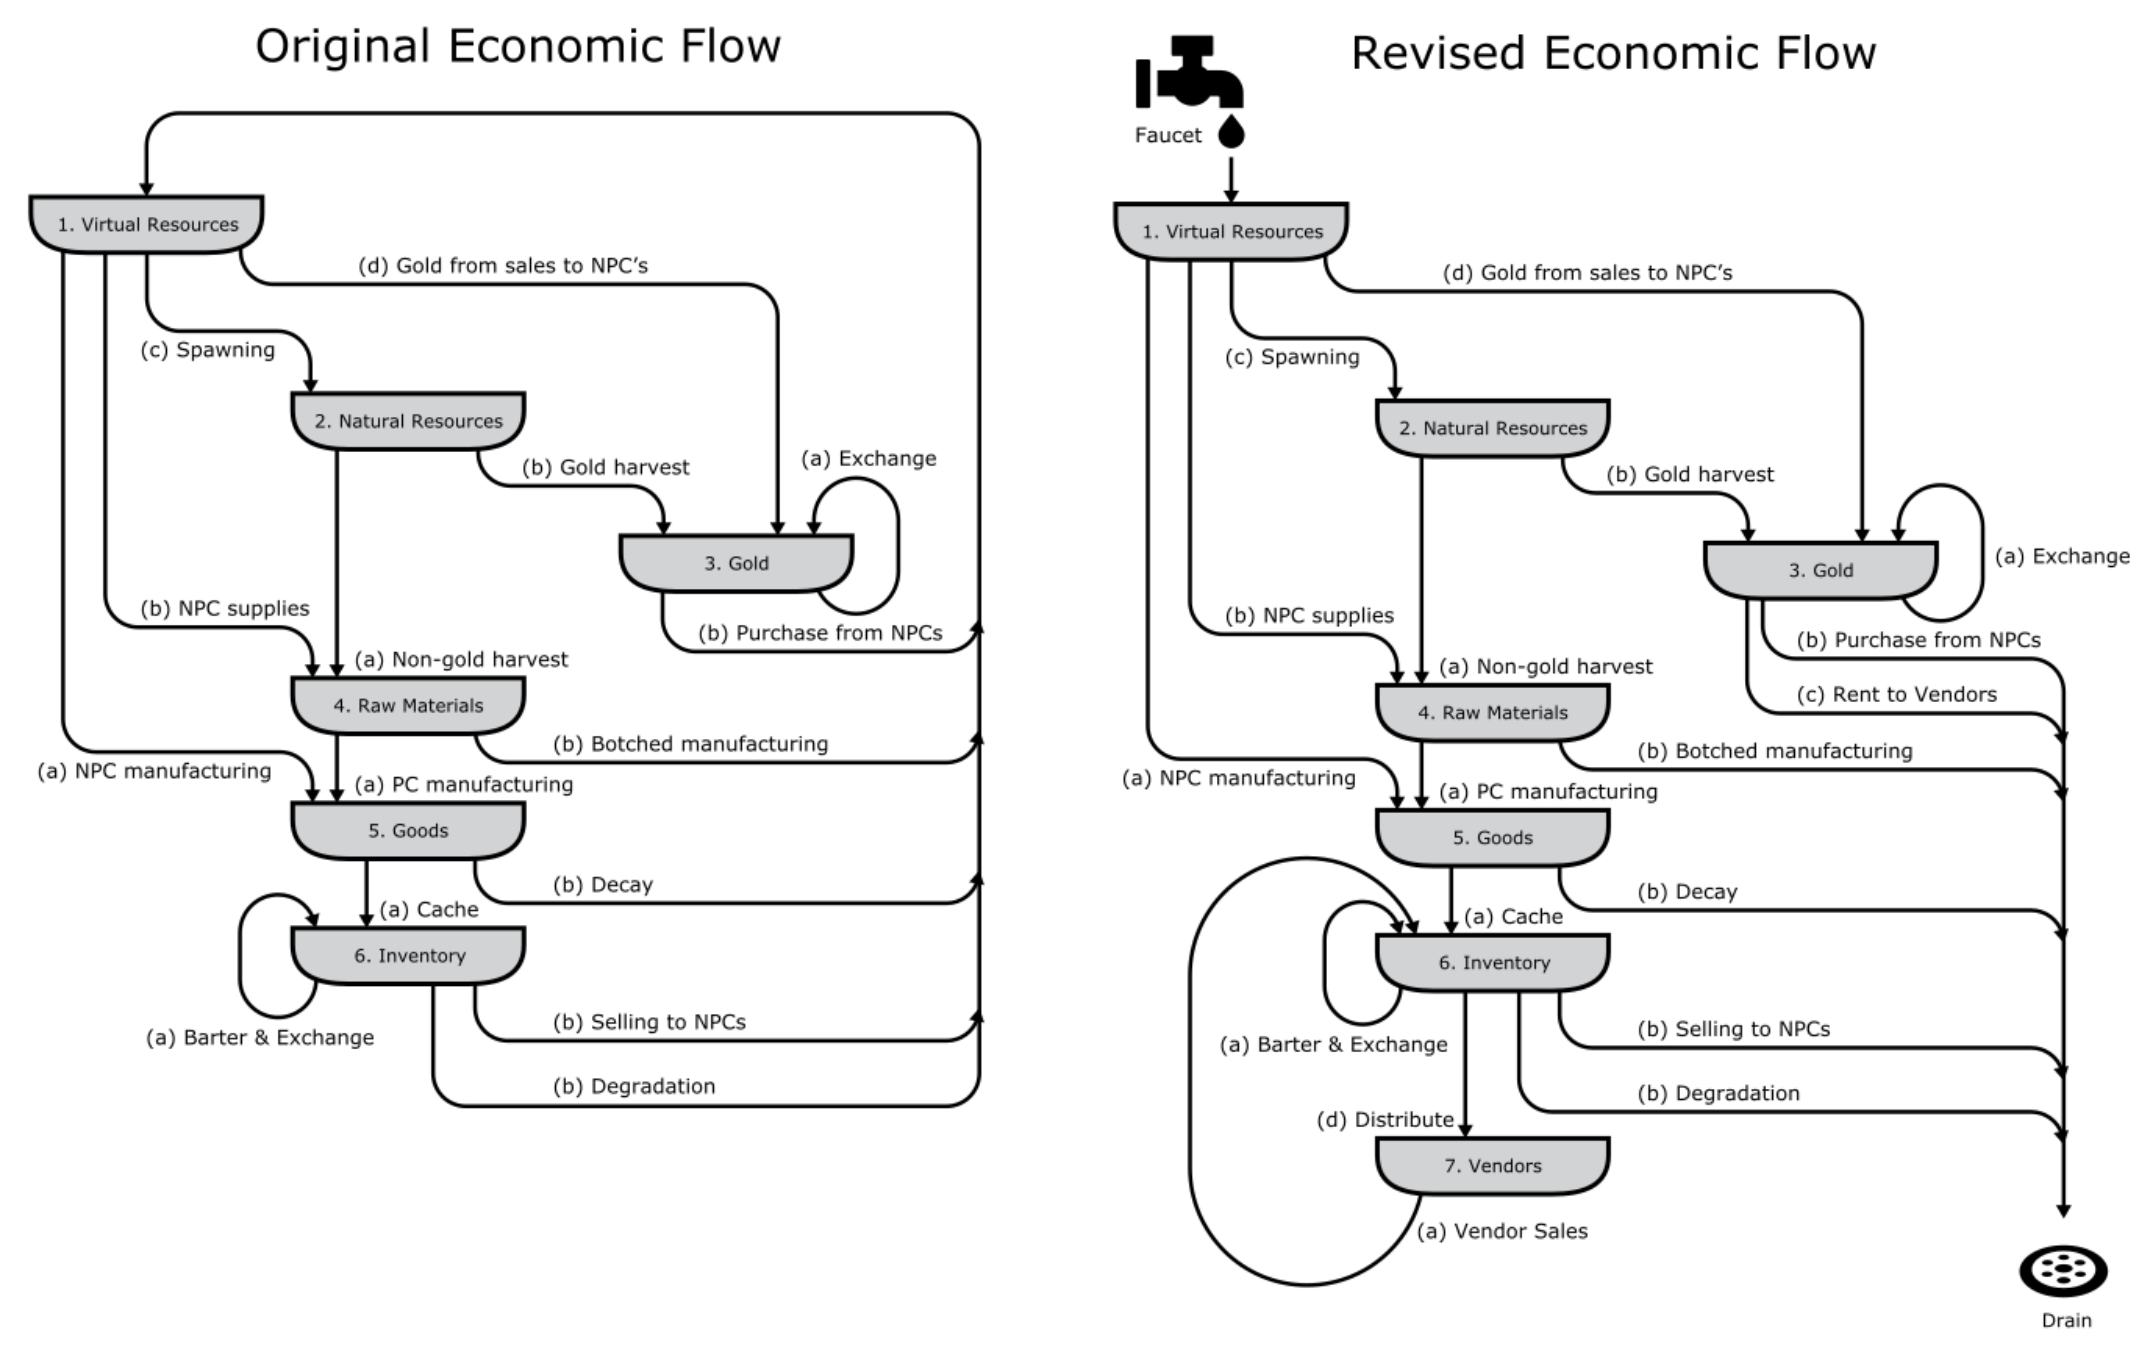 Original Economic Flow
1. Virtual Resources
(d) Gold from sales to NPC's
(c) Spawning
2. Natural Resources
(b) Gold harvest
(a) Exchange
3. Gold
(b) NPC supplies
(b) Purchase from NPCs
(a) Non-gold harvest
4. Raw Materials
(b) Botched manufacturing
(a) NPC manufacturing
(a) PC manufacturing
5. Goods
(b) Decay
(a) Cache
6. Inventory
(b) Selling to NPCs
(a) Barter & Exchange
(b) Degradation
Revised Economic Flow
Faucet
1. Virtual Resources
(d) Gold from sales to NPC's
(c) Spawning
2. Natural Resources
(b) Gold harvest
(a) Exchange
3. Gold
(b) NPC supplies
(b) Purchase from NPCs
(a) Non-gold harvest
(c) Rent to Vendors
4. Raw Materials
(b) Botched manufacturing
(a) NPC manufacturing
(a) PC manufacturing
5. Goods
(b) Decay
(a) Cache
6. Inventory
(b) Selling to NPCs
(a) Barter & Exchange
(b) Degradation
(d) Distribute
7. Vendors
(a) Vendor Sales
Drain